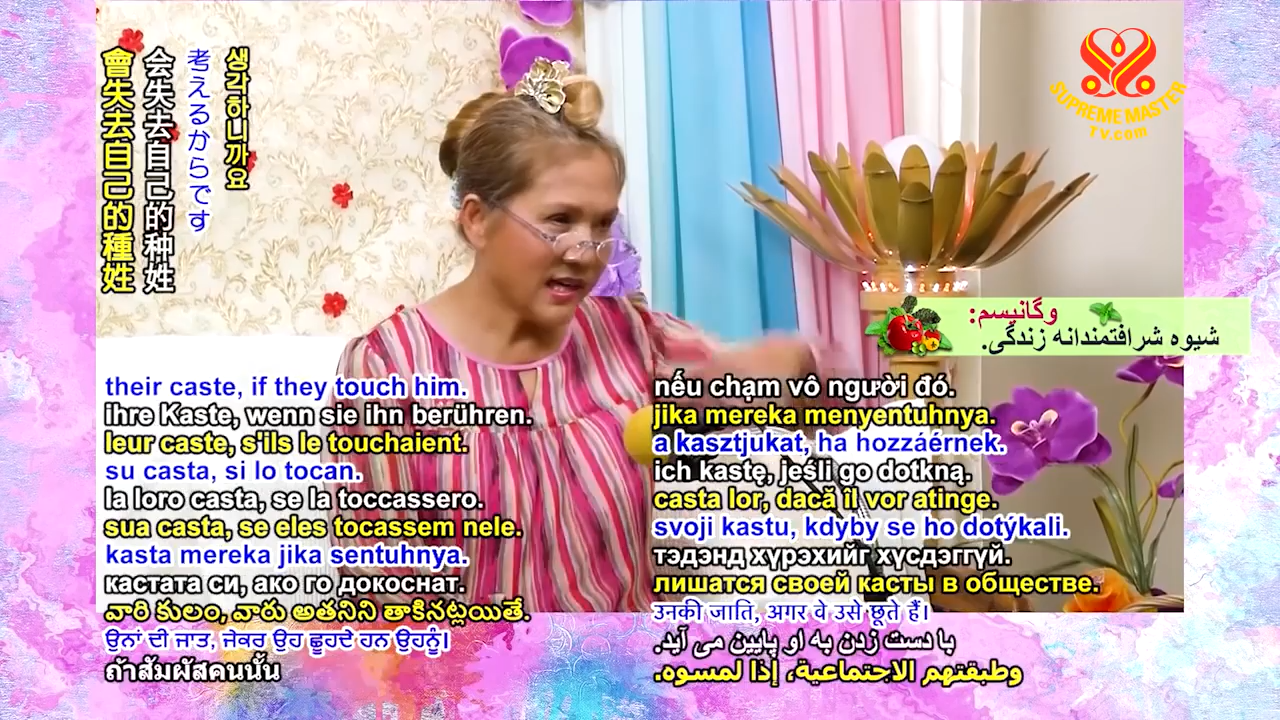 會失去自己的種姓
会失去自己的种姓
考えるからです
생각하니까요
SUPREME MASTER
TV.com
وگانیسم:
شیوه شرافتمندانه زندگی.
their caste, if they touch him.
ihre Kaste, wenn sie ihn berühren.
leur caste, s'ils le touchaient.
su casta, si lo tocan.
la loro casta, se la toccassero.
sua casta, se eles tocassem nele.
kasta mereka jika sentuhnya.
кастата си, ако го докоснат.
వారి కులం, వారు అతనిని తాకినట్లయితే.
ਉਨਾਂ ਦੀ ਜਾਤ, ਜੇਕਰ ਉਹ ਛੂਹਦੇ ਹਨ ਉਹਨੂੰ।
ถ้าสัมผัสคนนั้น
nếu chạm vô người đó.
jika mereka menyentuhnya.
a kasztjukat, ha hozzáérnek.
ich kastę, jeśli go dotkną.
casta lor, dacă îl vor atinge.
svoji kastu, kdyby se ho dotýkali.
тэдэнд хүрэхийг хүсдэггүй.
лишатся своей касты в обществе.
उनकी जाति, अगर वे उसे छूते हैं।
با دست زدن به او پایین می آید.
وطبقتهم الاجتماعية، إذا لمسوه.